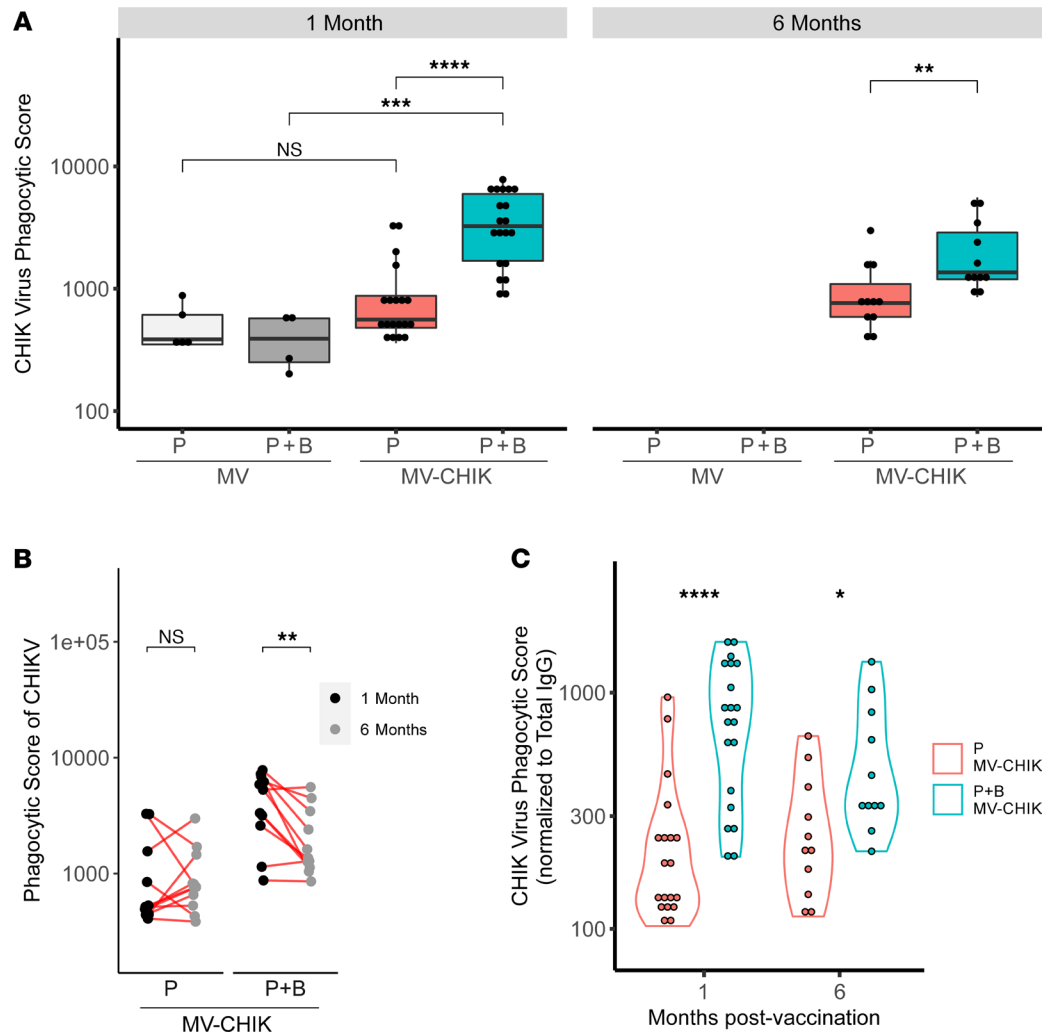 A
1 Month
6 Months
CHIK Virus Phagocytic Score
10000
1000
100
NS
***
****
**
P
P + B
P
P + B
P
P + B
P
P + B
MV
MV-CHIK
MV
MV-CHIK
B
Phagocytic Score of CHIKV
1e+05
10000
1000
NS
**
1 Month
6 Months
P
P+B
MV-CHIK
C
CHIK Virus Phagocytic Score
(normalized to Total IgG)
1000
300
100
****
*
P
MV-CHIK
P+B
MV-CHIK
1
6
Months post-vaccination